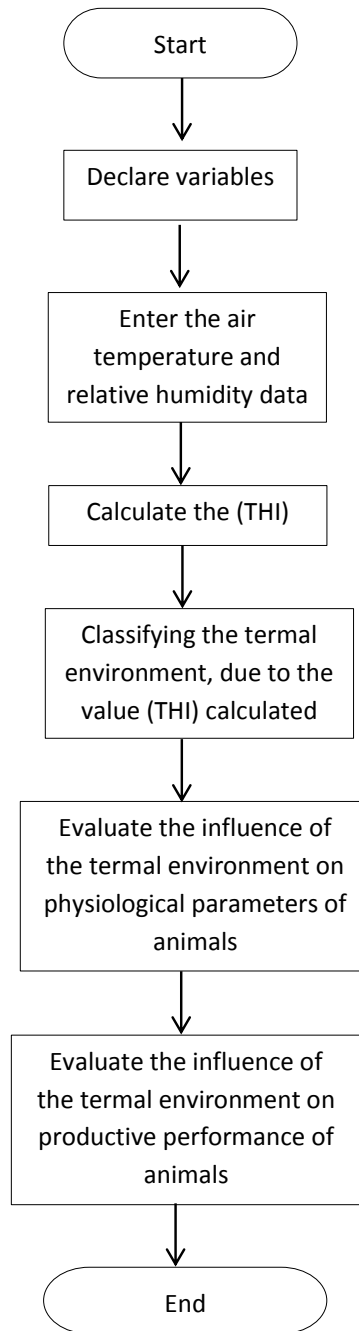 Start
Declare variables
Enter the air
temperature and
relative humidity data
Calculate the (THI)
Classifying the termal
environment, due to the
value (THI) calculated
Evaluate the influence of
the termal environment on
physiological parameters of
animals
Evaluate the influence of
the termal environment on
productive performance of
animals
End